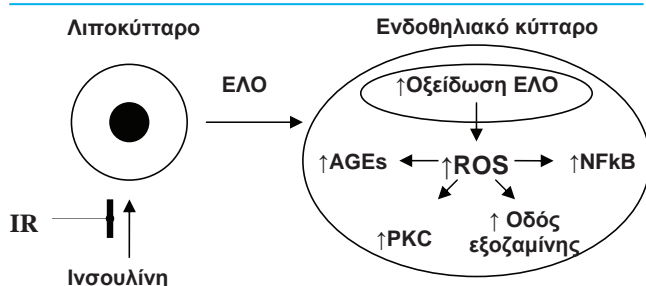 Λιποκύτταρο
Ενδοθηλιακό κύτταρο
ΕΛΟ
↑Οξείδωση ΕΛΟ
↑AGEs
↑ROS
↑NFkB
↑PKC
↑ Οδός
εξοζαμίνης
IR
Ινσουλίνη